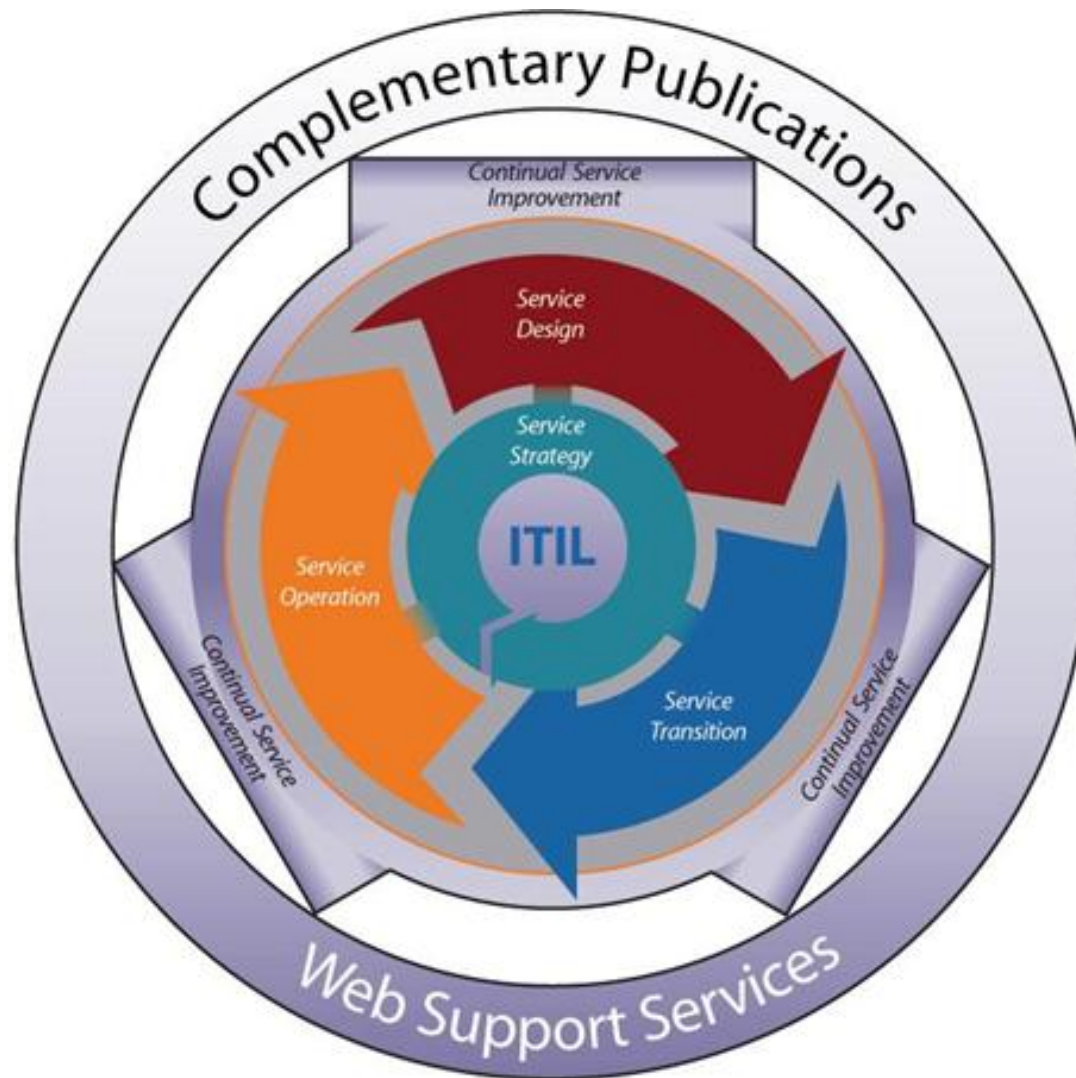 Complementary Publications
Continual Service
Improvement
Service
Design
Service
Strategy
ITIL
Service
Operation
Service
Transition
Continual Service
Improvement
Continual Service
Improvement
Web Support Services